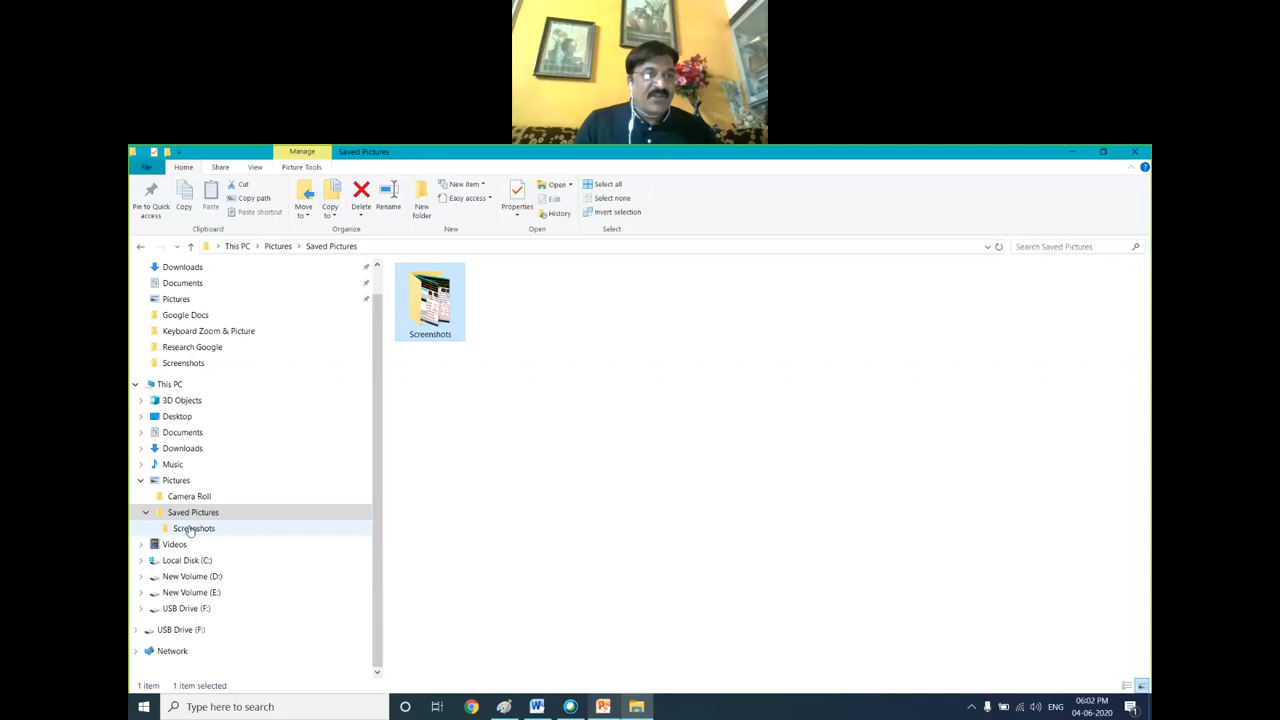 Manage
Saved Pictures
File
Home
Share
View
Picture Tools
Pin to Quick access
Copy
Paste
Cut
Copy path
Paste shortcut
Clipboard
Move to
Copy to
Delete
Rename
Organize
New folder
New item
Easy access
New
Properties
Open
Edit
History
Open
Select all
Select none
Invert selection
Select
This PC > Pictures > Saved Pictures
Search Saved Pictures
Downloads
Documents
Pictures
Google Docs
Keyboard Zoom & Picture
Research Google
Screenshots
This PC
3D Objects
Desktop
Documents
Downloads
Music
Pictures
Camera Roll
Saved Pictures
Screenshots
Videos
Local Disk (C:)
New Volume (D:)
New Volume (E:)
USB Drive (F:)
USB Drive (F:)
Network
Screenshots
1 item
1 item selected
Type here to search
ENG
06:02 PM
04-06-2020